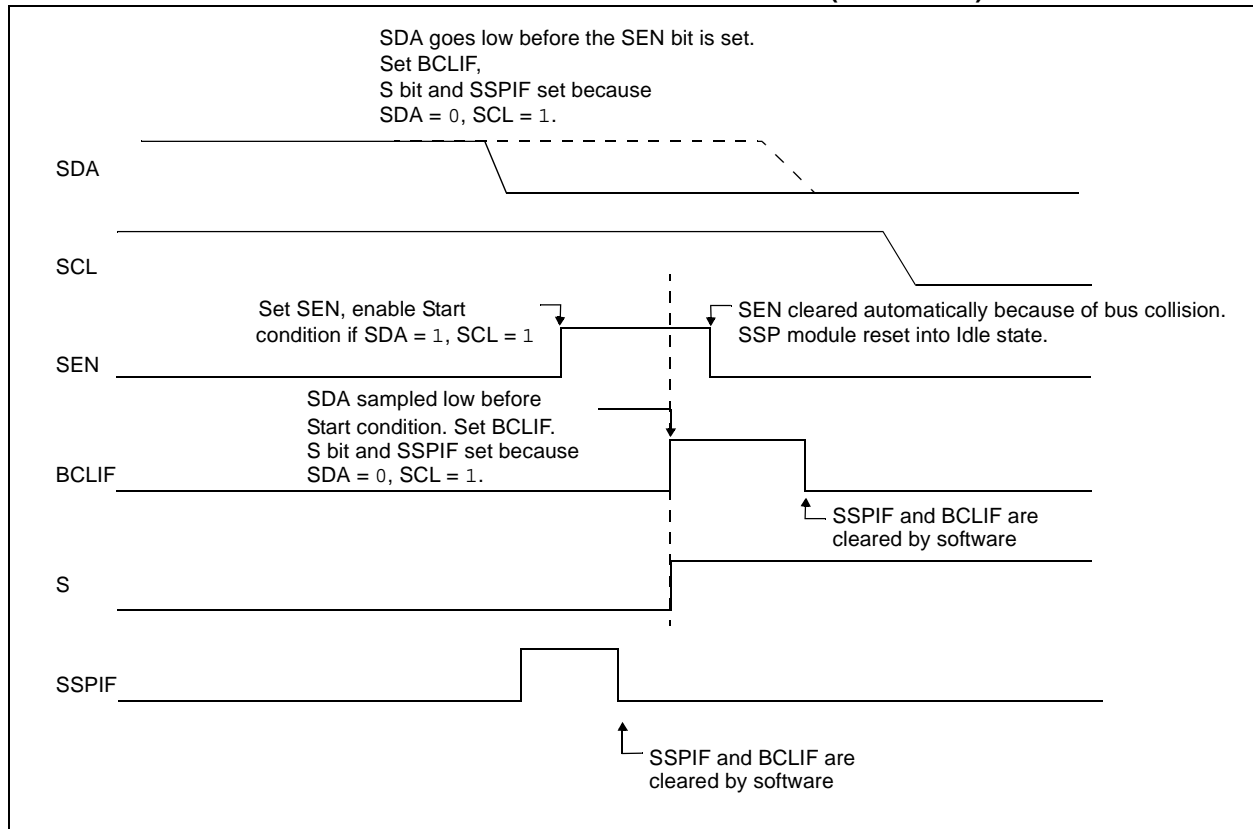 SDA goes low before the SEN bit is set.
Set BCLIF,
S bit and SSPIF set because
SDA = 0, SCL = 1.
SDA
SCL
Set SEN, enable Start
condition if SDA = 1, SCL = 1
SEN cleared automatically because of bus collision.
SSP module reset into Idle state.
SEN
SDA sampled low before
Start condition. Set BCLIF.
S bit and SSPIF set because
SDA = 0, SCL = 1.
BCLIF
SSPIF and BCLIF are
cleared by software
S
SSPIF
SSPIF and BCLIF are
cleared by software